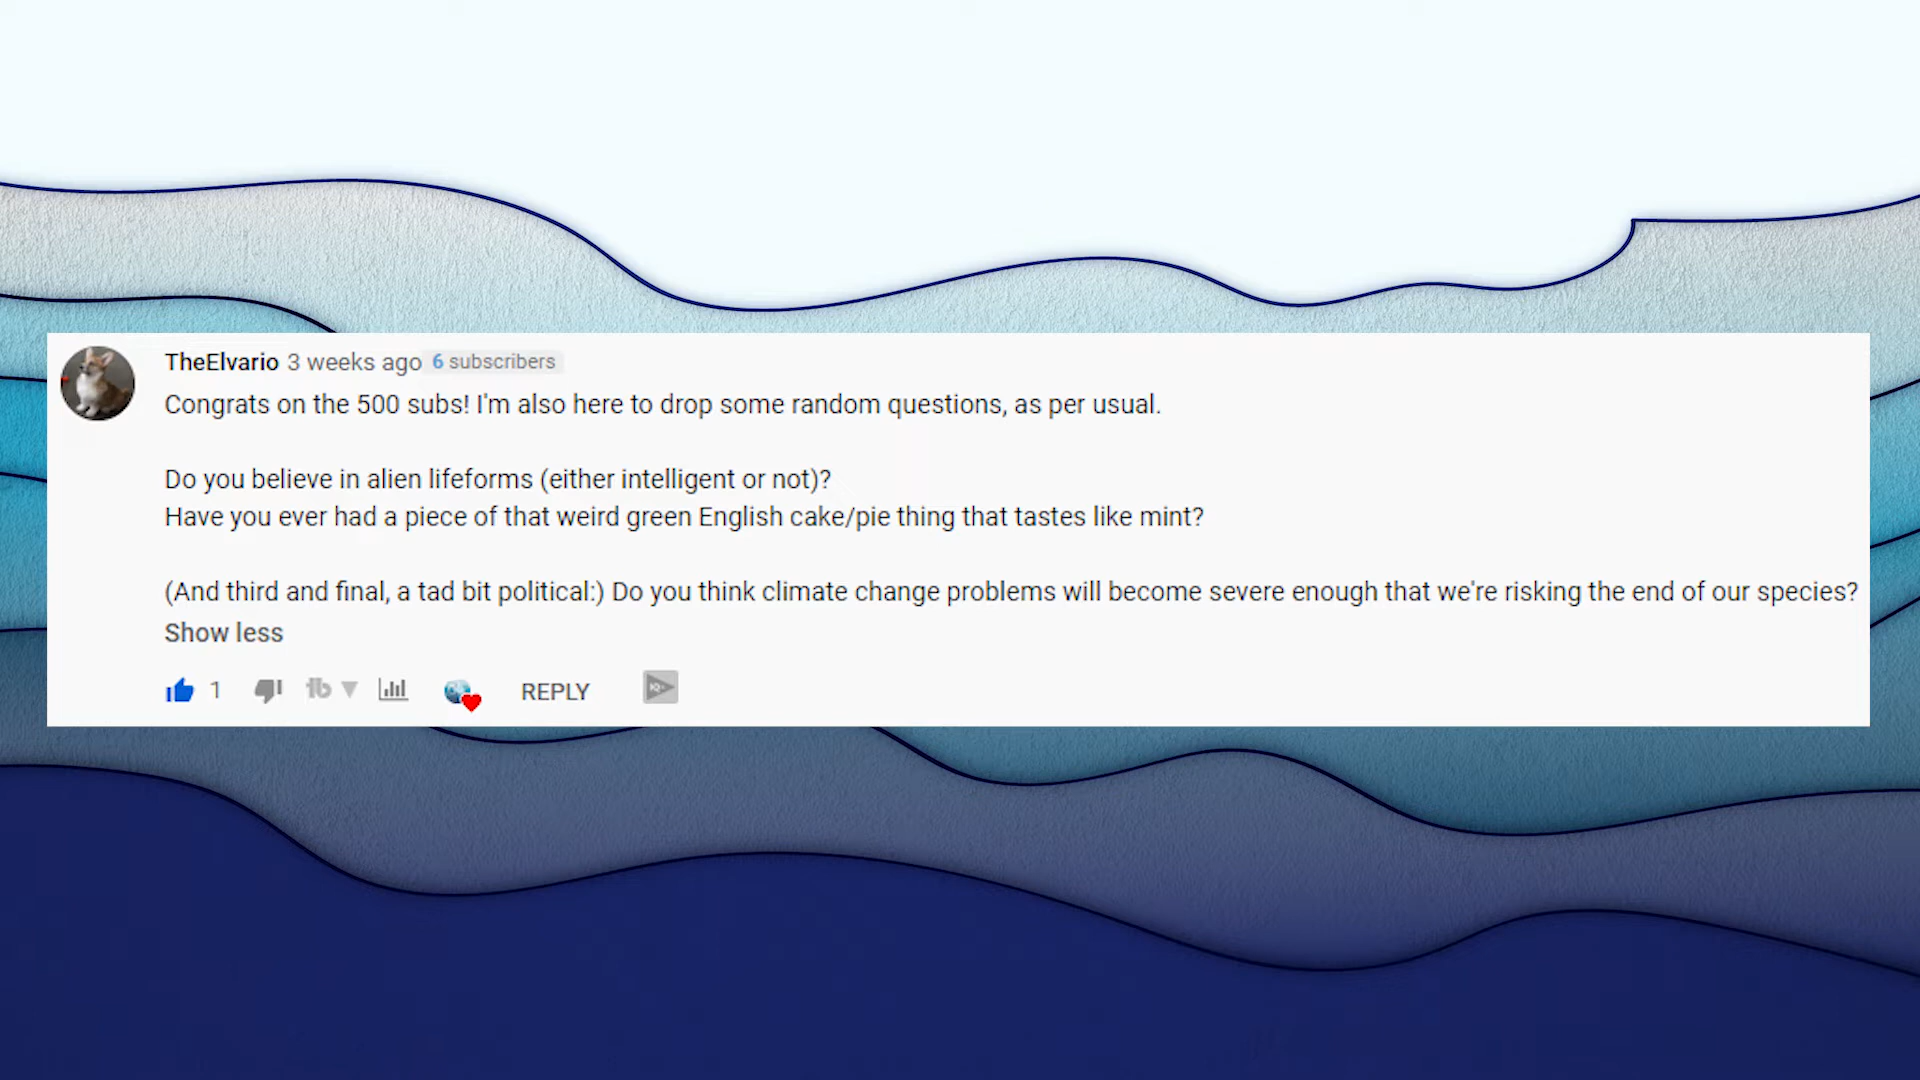 TheElvario 3 weeks ago 6 subscribers
Congrats on the 500 subs! I'm also here to drop some random questions, as per usual.
Do you believe in alien lifeforms (either intelligent or not)?
Have you ever had a piece of that weird green English cake/pie thing that tastes like mint?
(And third and final, a tad bit political:) Do you think climate change problems will become severe enough that we're risking the end of our species?
Show less
1 REPLY